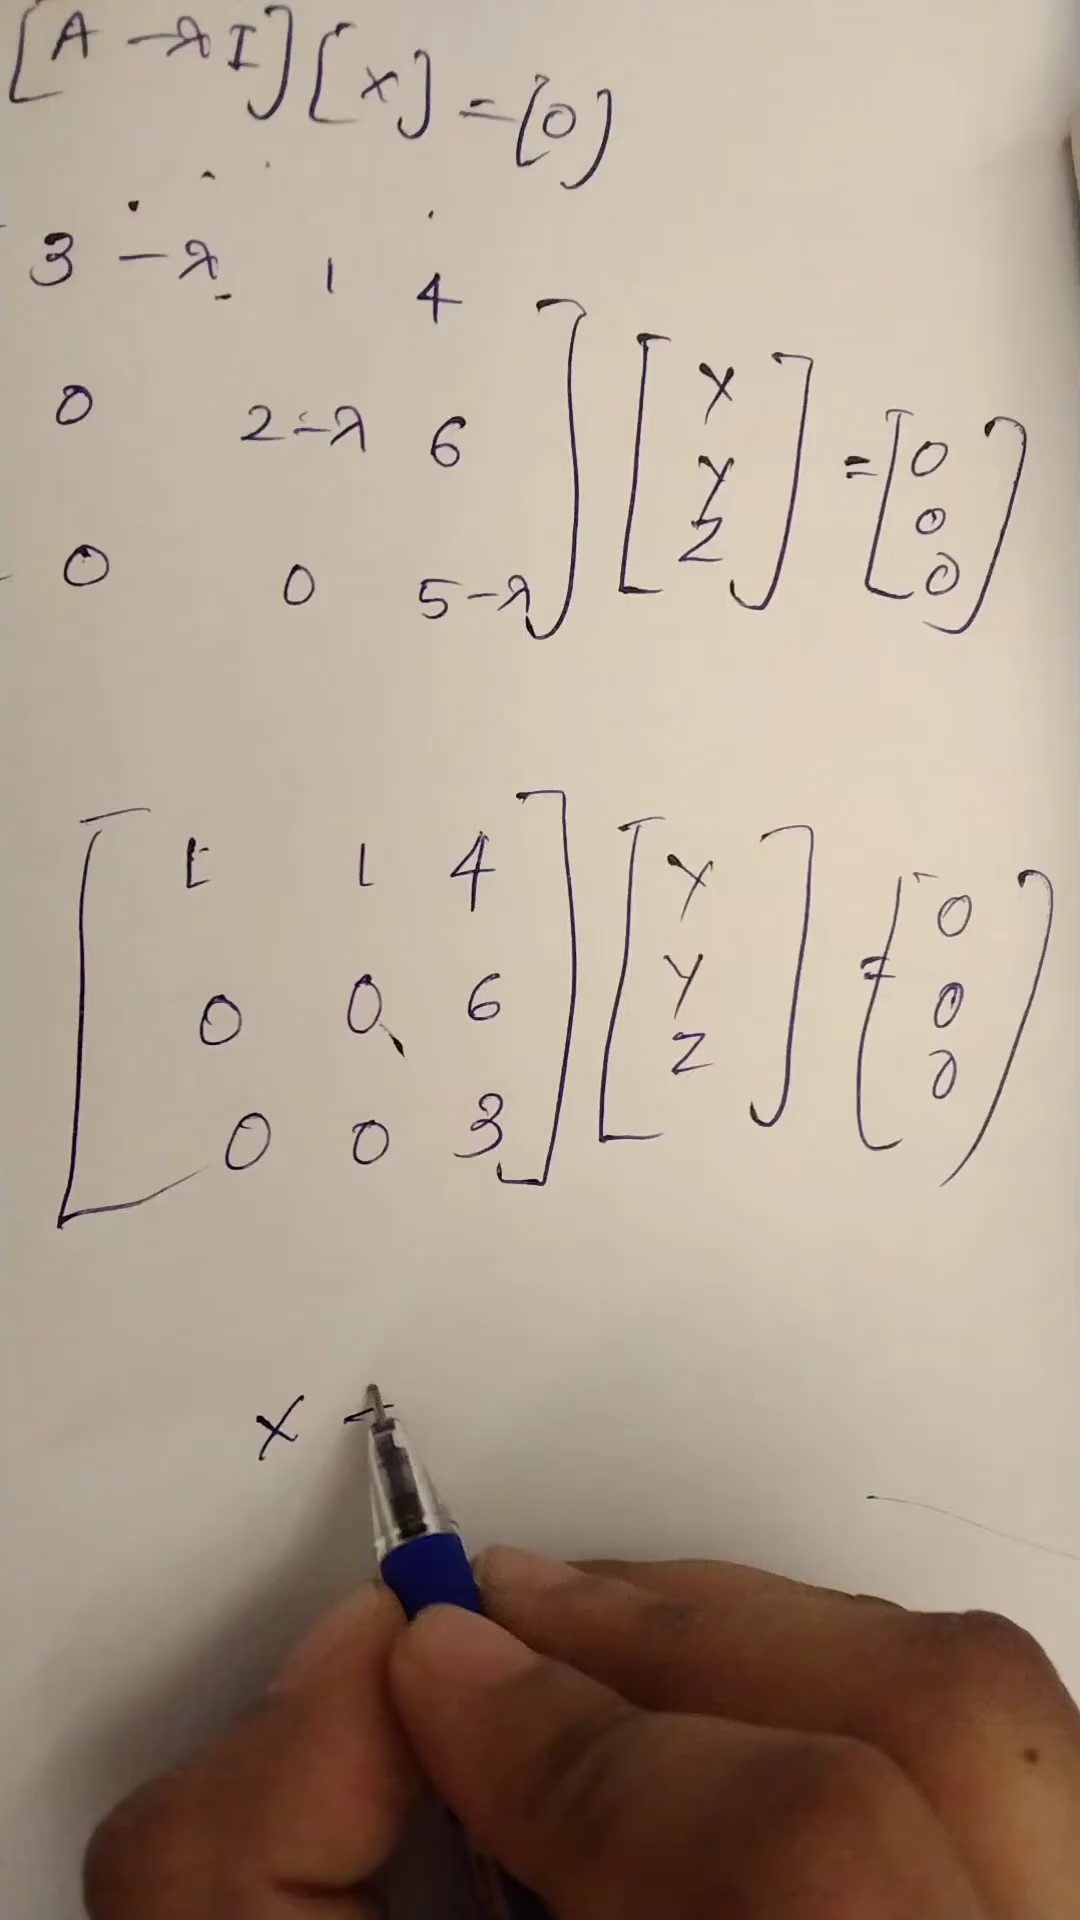 [A -λI][x] =[0]
3 -λ 1 4
0 2-λ 6 ] [ x y z ] = [ 0 0 0 ]
0 0 5-λ
[ 1 1 4 ] [ x ] = [ 0 ]
0 0 6 y 0
0 0 3 z 0
x